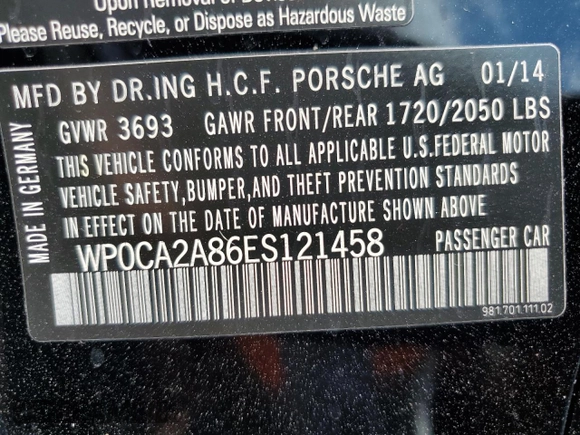 Upon Removal
Please Reuse, Recycle, or Dispose as Hazardous Waste
MFD BY DR.ING H.C.F. PORSCHE AG 01/14
GVWR 3693 GAWR FRONT/REAR 1720/2050 LBS
THIS VEHICLE CONFORMS TO ALL APPLICABLE U.S.FEDERAL MOTOR
VEHICLE SAFETY,BUMPER,AND THEFT PREVENTION STANDARDS
IN EFFECT ON THE DATE OF MANUFACTURE SHOWN ABOVE.
WP0CA2A86ES121458 PASSENGER CAR
981.701.111.02
MADE IN GERMANY